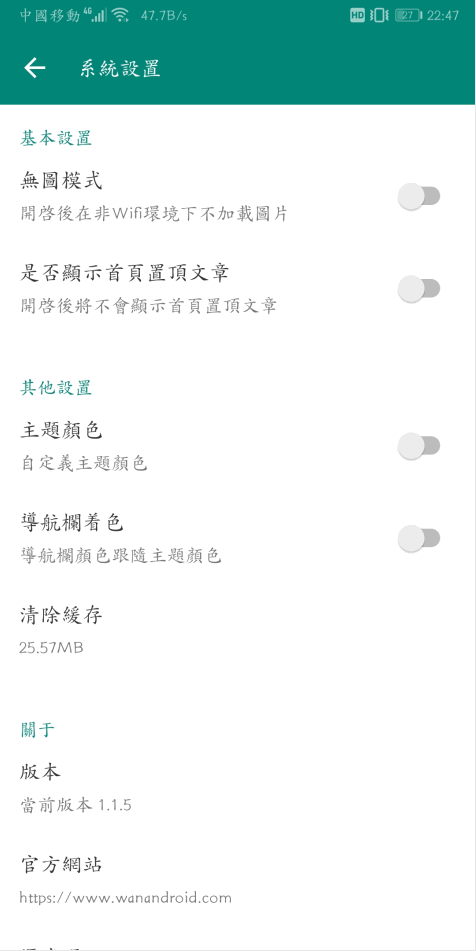 中國移動 4G 47.7B/s HD 27 22:47
系統設置
基本設置
無圖模式
開啓後在非Wifi環境下不加載圖片
是否顯示首頁置頂文章
開啓後將不會顯示首頁置頂文章
其他設置
主題顏色
自定義主題顏色
導航欄着色
導航欄顏色跟隨主題顏色
清除緩存
25.57MB
關于
版本
當前版本 1.1.5
官方網站
https://www.wanandroid.com